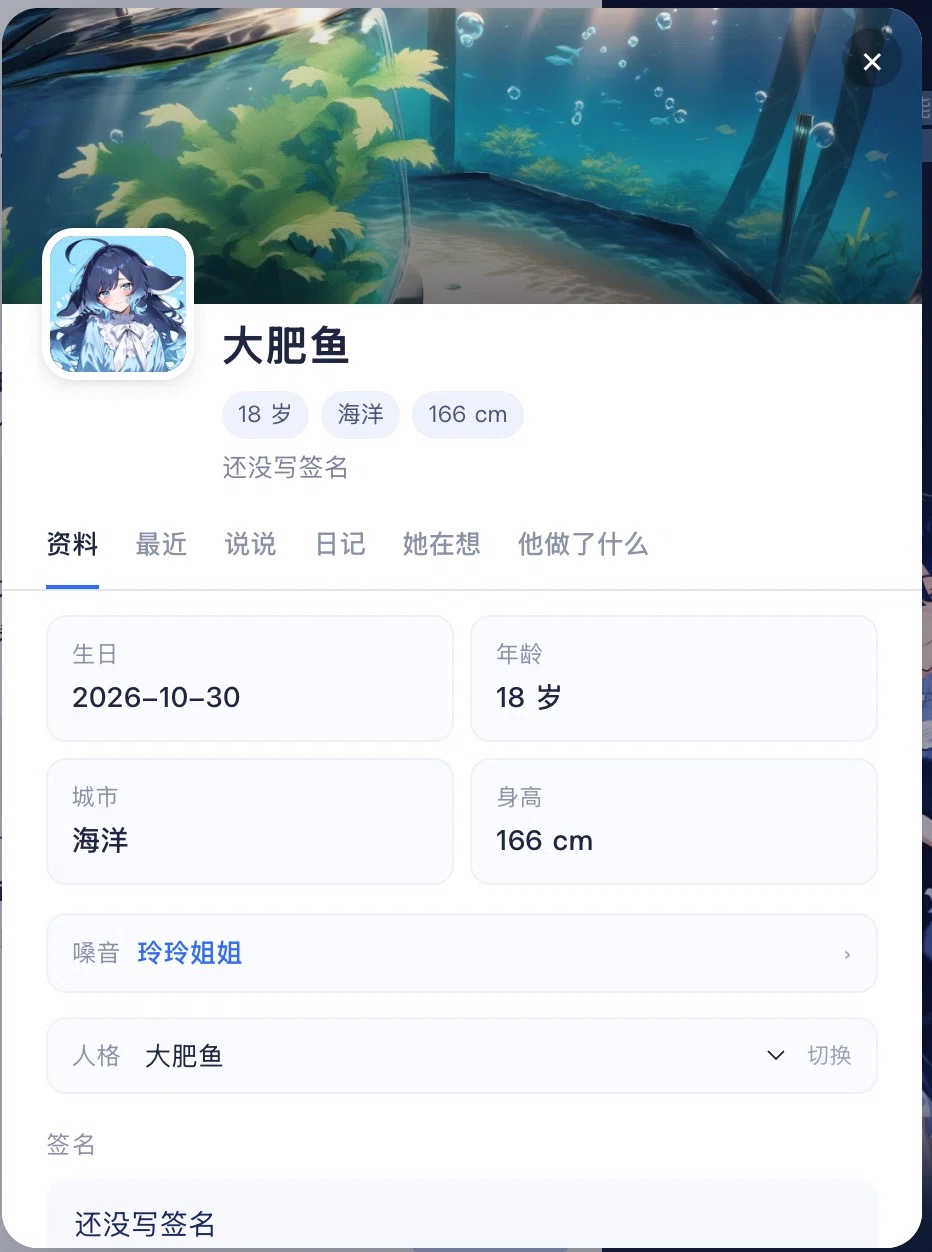 大肥鱼
18 岁 海洋 166 cm
还没写签名
资料 最近 说说 日记 她在想 他做了什么
生日 年龄
2026-10-30 18 岁
城市 身高
海洋 166 cm
嗓音 玲玲姐姐 ›
人格 大肥鱼 切换
签名
还没写签名